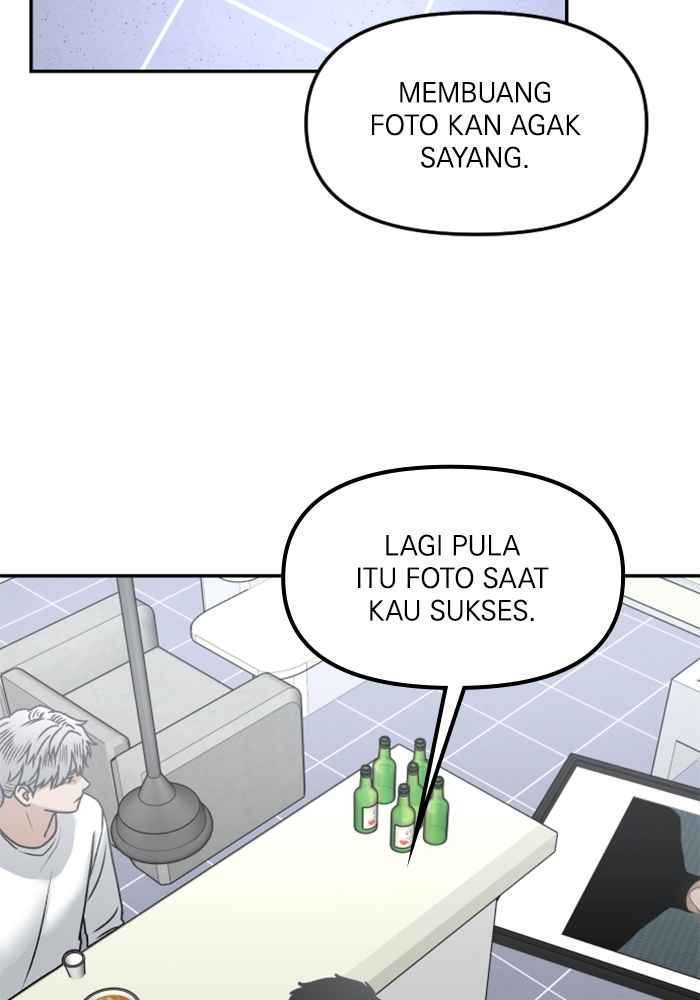 MEMBUANG
FOTO KAN AGAK
SAYANG.
LAGI PULA
ITU FOTO SAAT
KAU SUKSES.